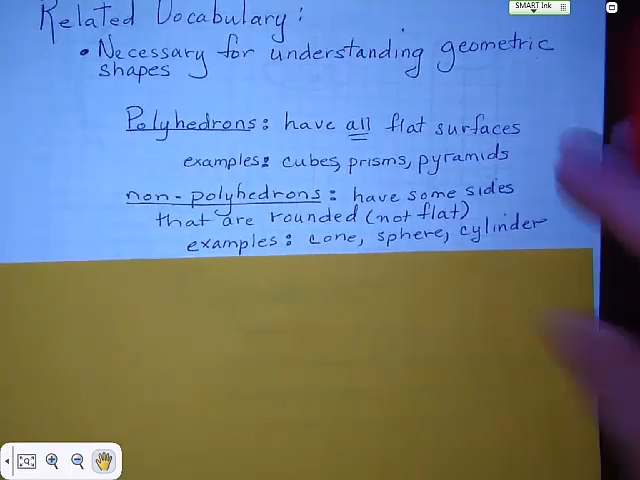 Related Vocabulary:
• Necessary for understanding geometric
shapes
Polyhedrons: have all flat surfaces
examples: cubes, prisms, pyramids
non-polyhedrons: have some sides
that are rounded (not flat)
examples: cone, sphere, cylinder
SMART Ink